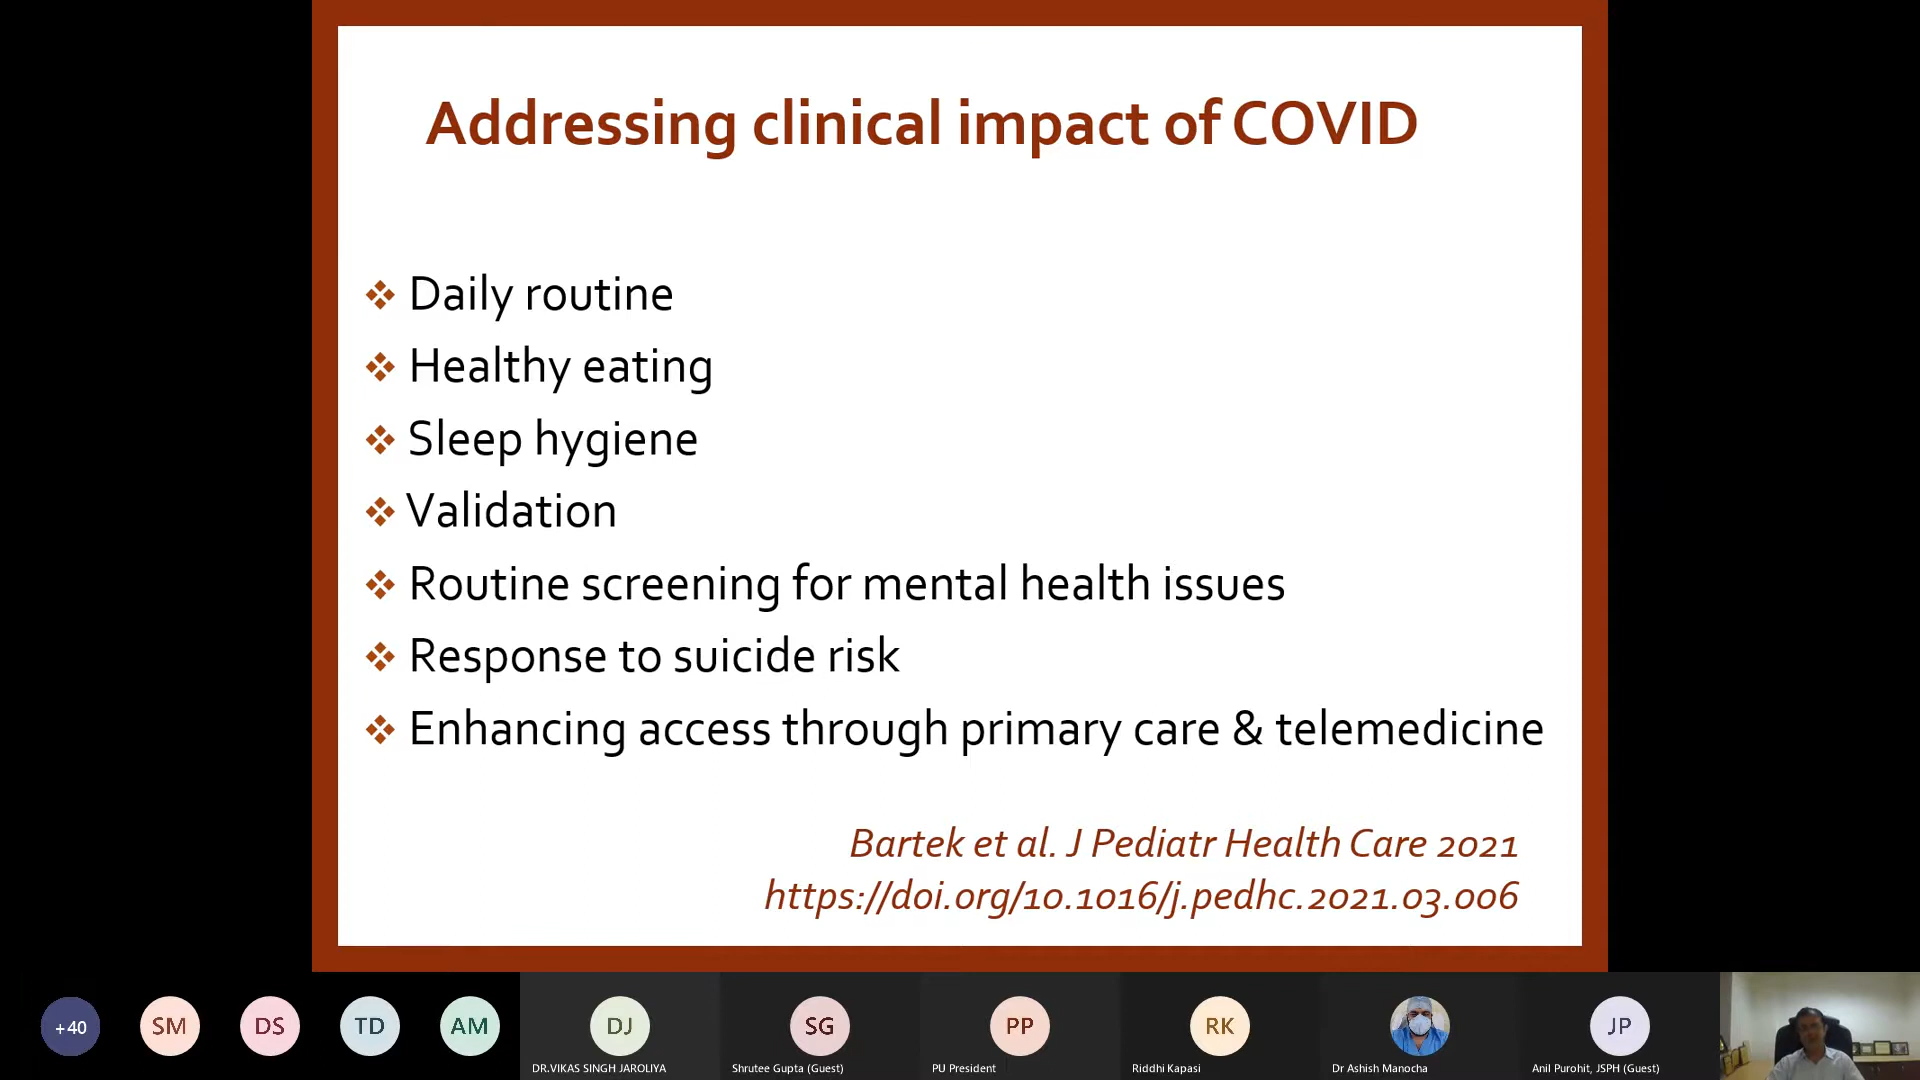 Addressing clinical impact of COVID
❖ Daily routine
❖ Healthy eating
❖ Sleep hygiene
❖ Validation
❖ Routine screening for mental health issues
❖ Response to suicide risk
❖ Enhancing access through primary care & telemedicine
Bartek et al. J Pediatr Health Care 2021
https://doi.org/10.1016/j.pedhc.2021.03.006
+40
SM
DS
TD
AM
DJ
SG
PP
RK
JP
DR.VIKAS SINGH JAROLIYA
Shrutee Gupta (Guest)
PU President
Riddhi Kapasi
Dr Ashish Manocha
Anil Purohit, JSPH (Guest)